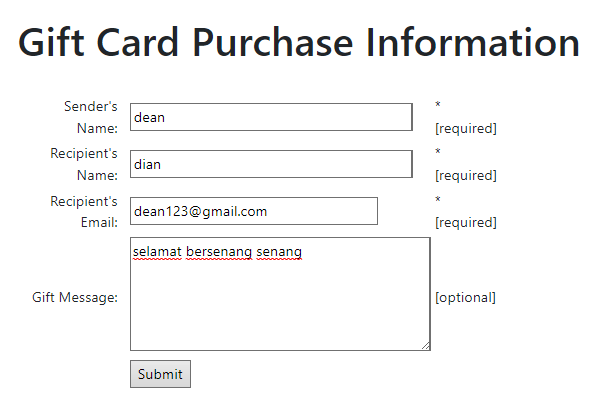 Gift Card Purchase Information
Sender's Name: dean * [required]
Recipient's Name: dian * [required]
Recipient's Email: dean123@gmail.com * [required]
Gift Message: selamat bersenang senang [optional]
Submit